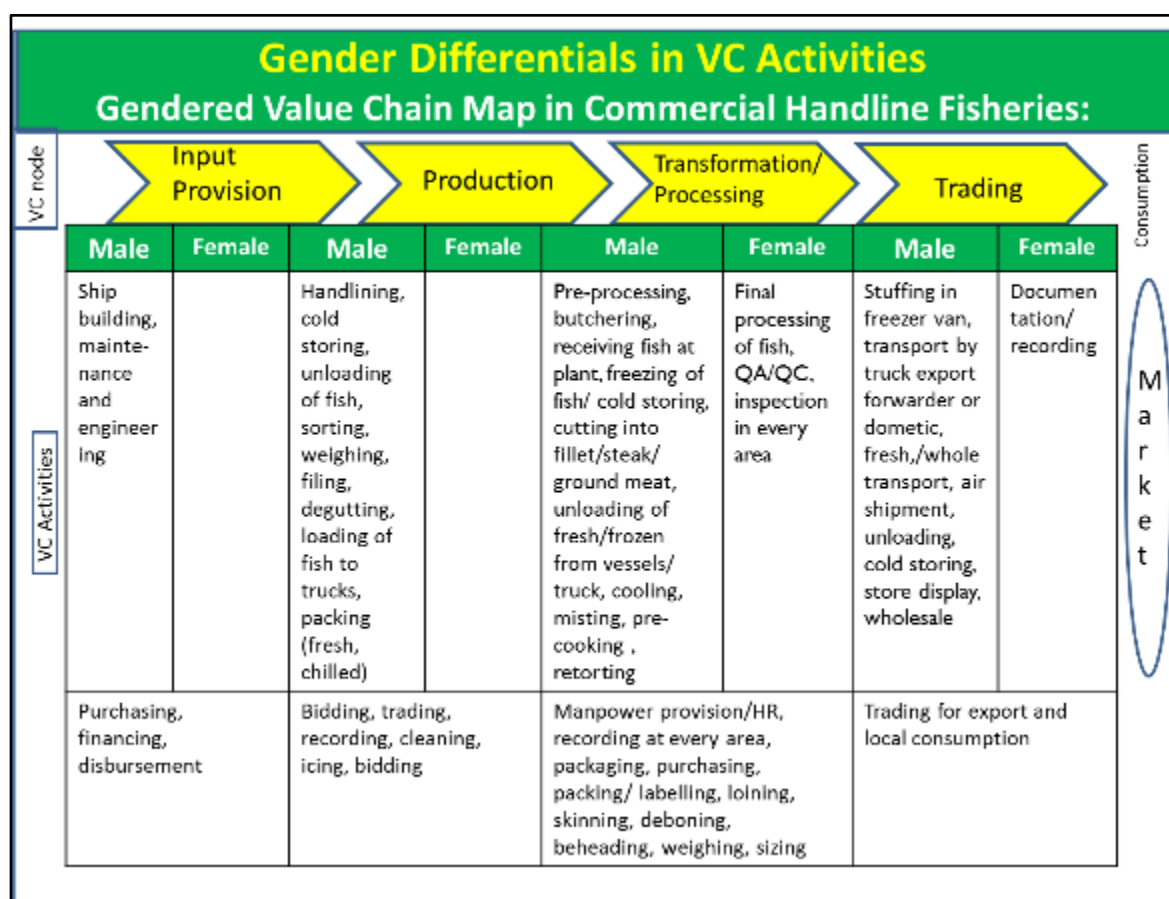 Gender Differentials in VC Activities
Gendered Value Chain Map in Commercial Handline Fisheries:
VC node
Input
Provision
Production
Transformation/
Processing
Trading
Consumption
Male
Female
Male
Female
Male
Female
Male
Female
VC Activities
Ship
building,
mainte-
nance
and
engineer
ing
Handlining,
cold
storing,
unloading
of fish,
sorting,
weighing,
filing,
degutting,
loading of
fish to
trucks,
packing
(fresh,
chilled)
Pre-processing,
butchering,
receiving fish at
plant, freezing of
fish/ cold storing,
cutting into
fillet/steak/
ground meat,
unloading of
fresh/frozen
from vessels/
truck, cooling,
misting, pre-
cooking ,
retorting
Final
processing
of fish,
QA/QC,
inspection
in every
area
Stuffing in
freezer van,
transport by
truck export
forwarder or
dometic,
fresh,/whole
transport, air
shipment,
unloading,
cold storing,
store display,
wholesale
Documen
tation/
recording
M
a
r
k
e
t
Purchasing,
financing,
disbursement
Bidding, trading,
recording, cleaning,
icing, bidding
Manpower provision/HR,
recording at every area,
packaging, purchasing,
packing/ labelling, loining,
skinning, deboning,
beheading, weighing, sizing
Trading for export and
local consumption